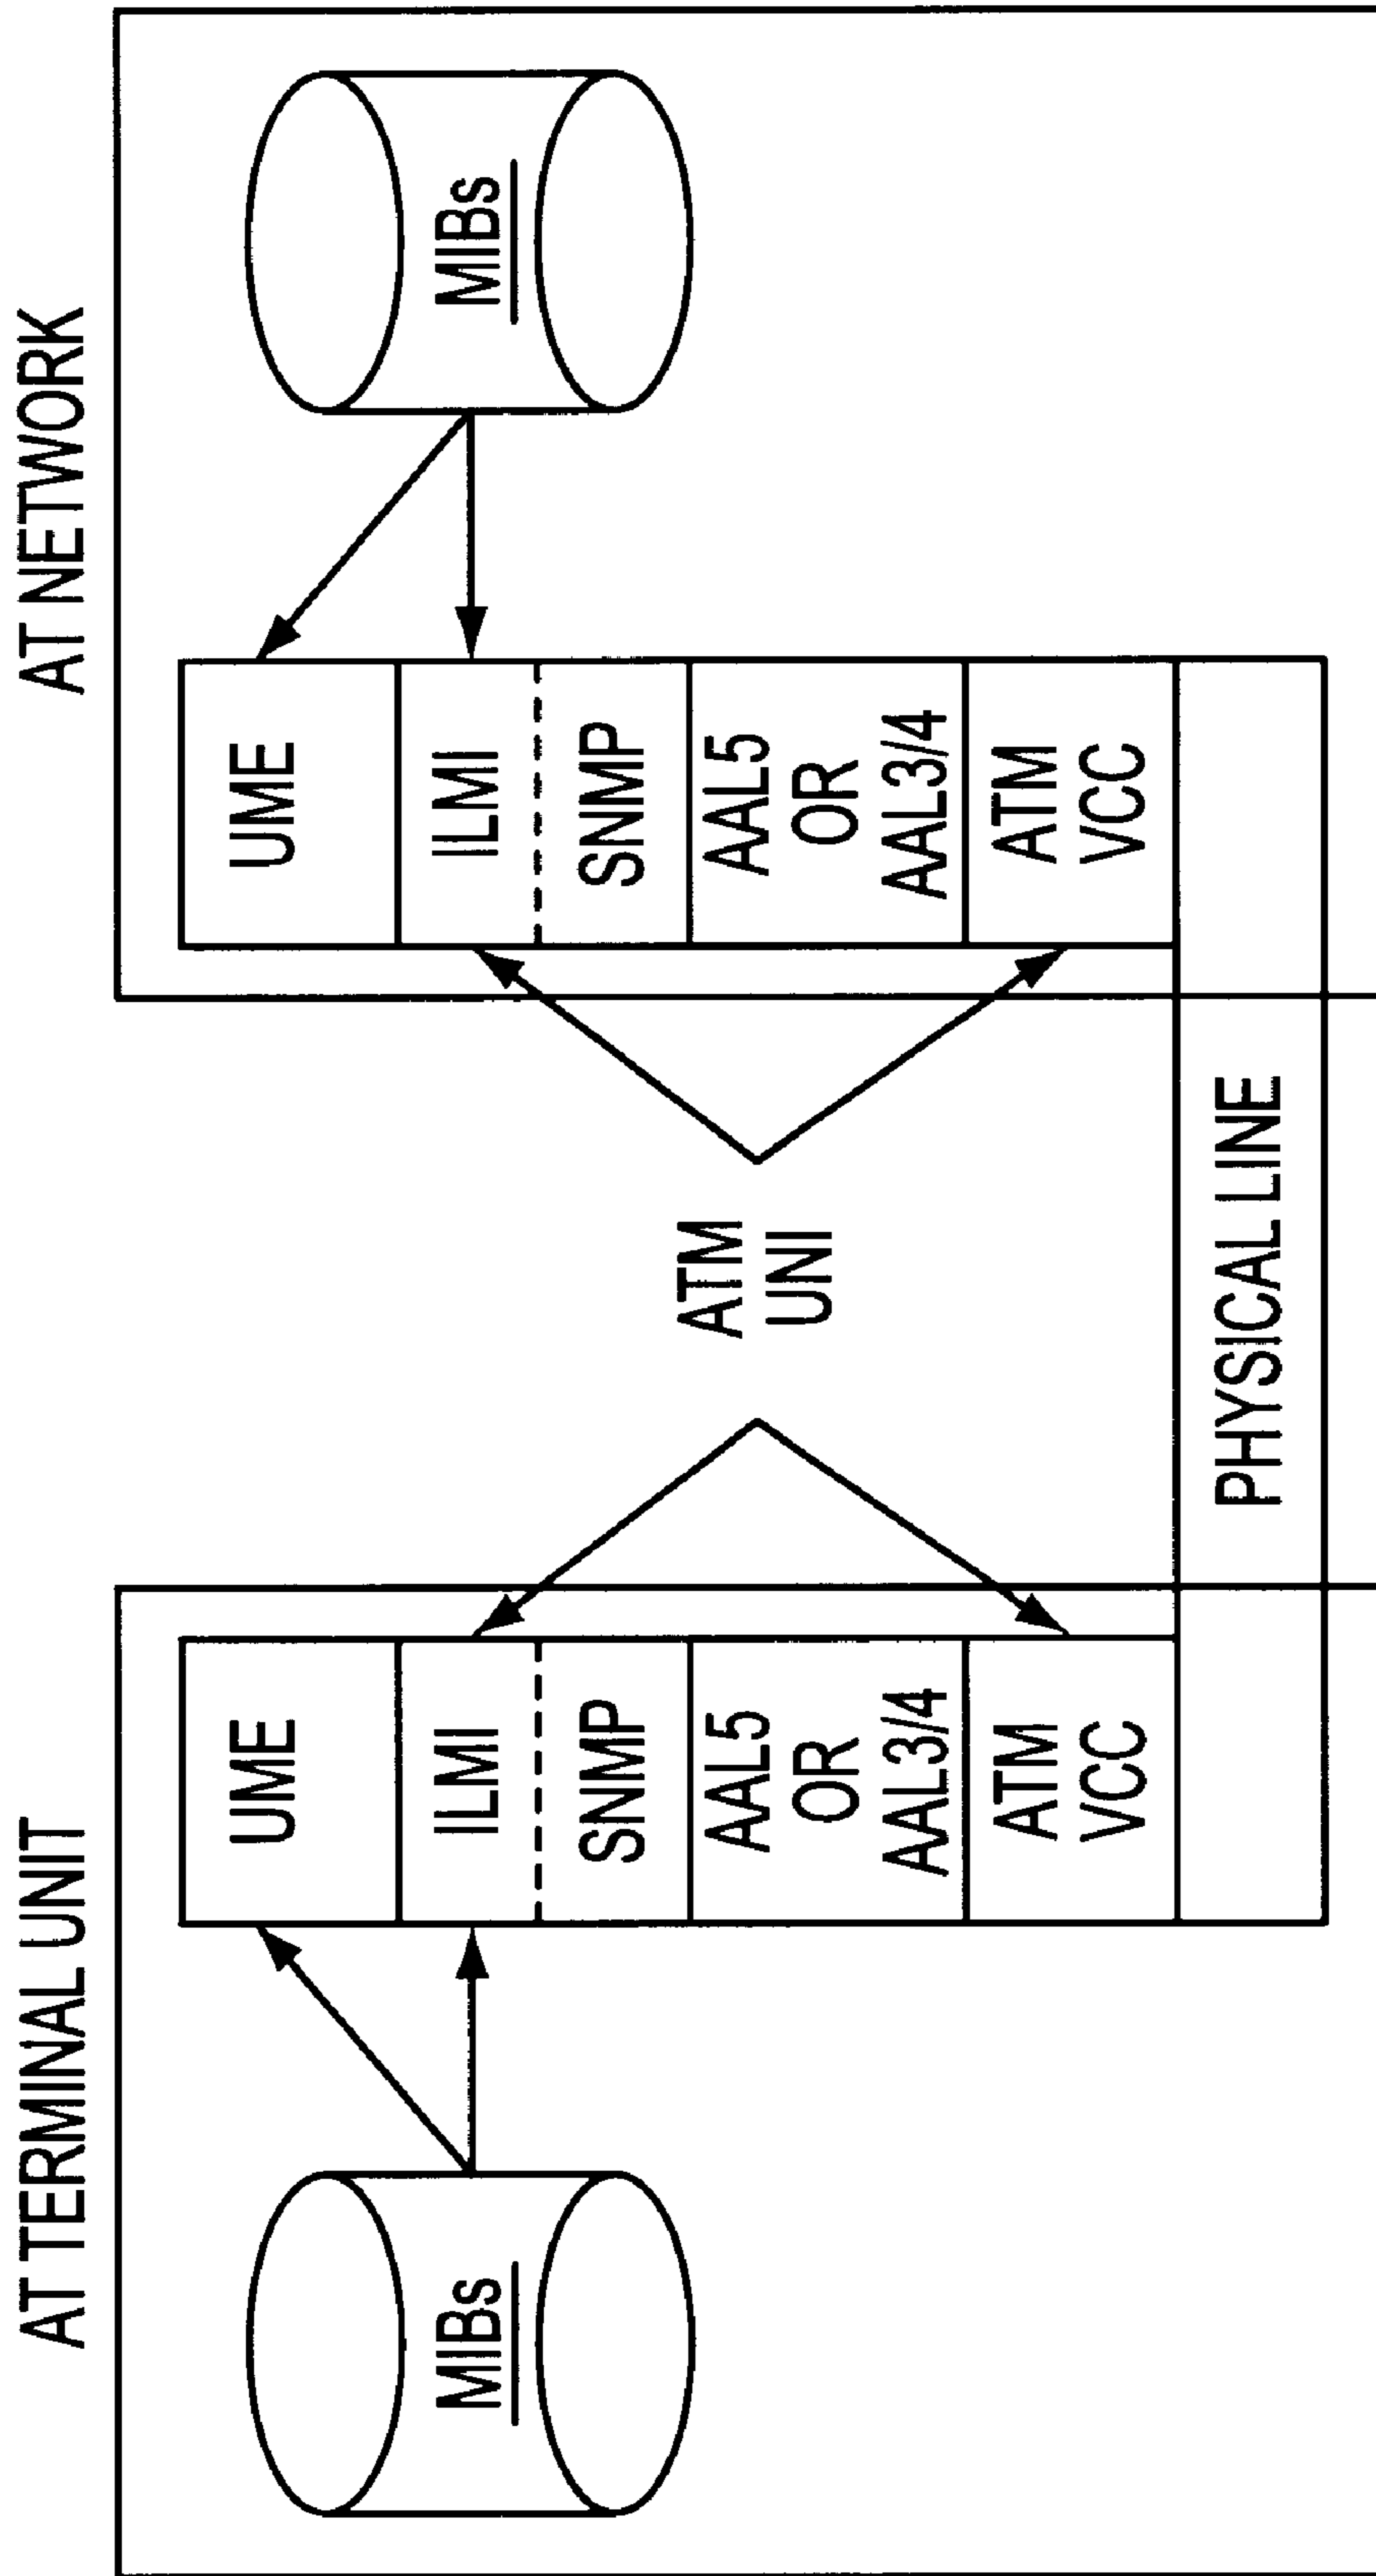 AT TERMINAL UNIT
MIBs
UME
ILMI
SNMP
AAL5
OR
AAL3/4
ATM
VCC
ATM
UNI
PHYSICAL LINE
AT NETWORK
UME
ILMI
SNMP
AAL5
OR
AAL3/4
ATM
VCC
MIBs